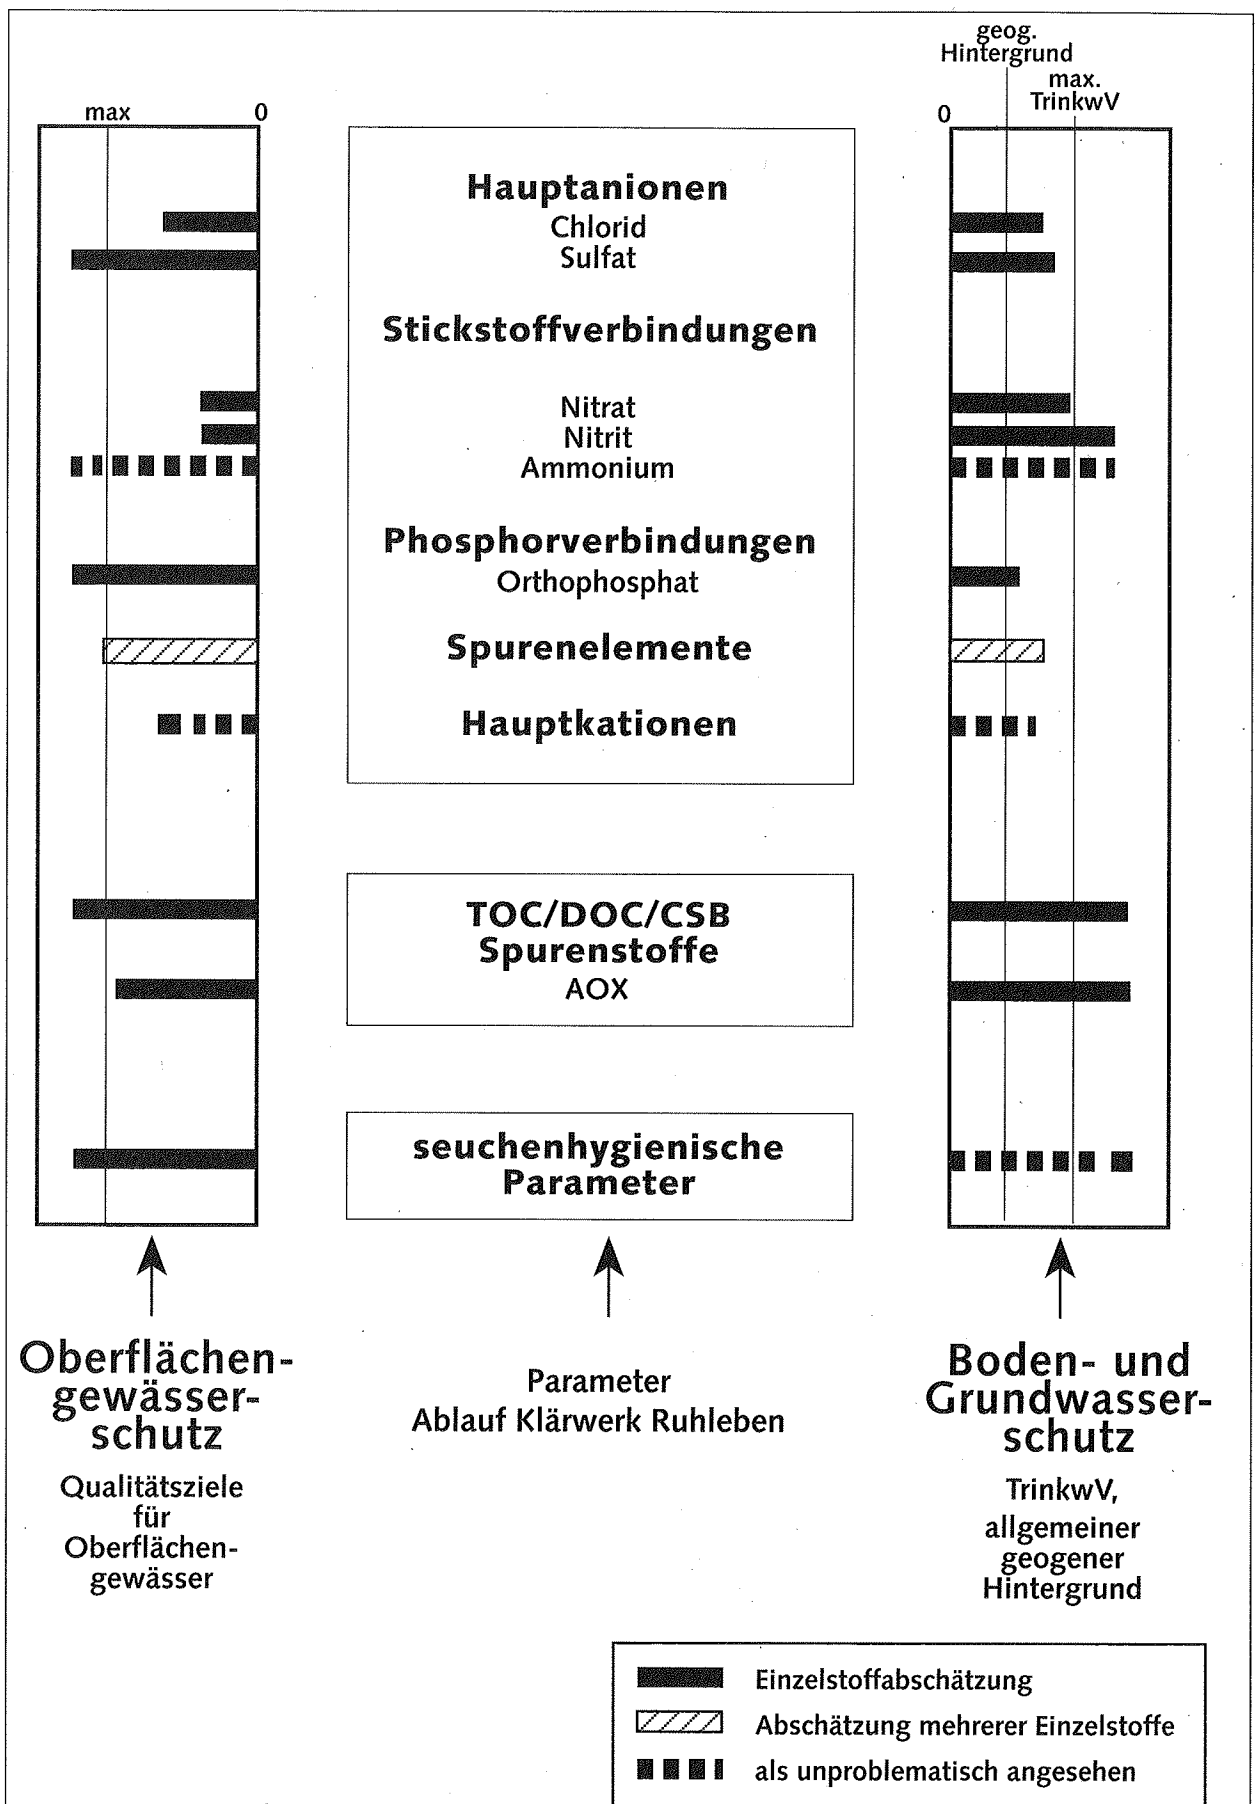 geog.
Hintergrund
max.
TrinkwV
max
0
0
Hauptanionen
Chlorid
Sulfat
Stickstoffverbindungen
Nitrat
Nitrit
Ammonium
Phosphorverbindungen
Orthophosphat
Spurenelemente
Hauptkationen
TOC/DOC/CSB
Spurenstoffe
AOX
seuchenhygienische
Parameter
Oberflächen-
gewässer-
schutz
Qualitätsziele
für
Oberflächen-
gewässer
Parameter
Ablauf Klärwerk Ruhleben
Boden- und
Grundwasser-
schutz
TrinkwV,
allgemeiner
geogener
Hintergrund
Einzelstoffabschätzung
Abschätzung mehrerer Einzelstoffe
als unproblematisch angesehen